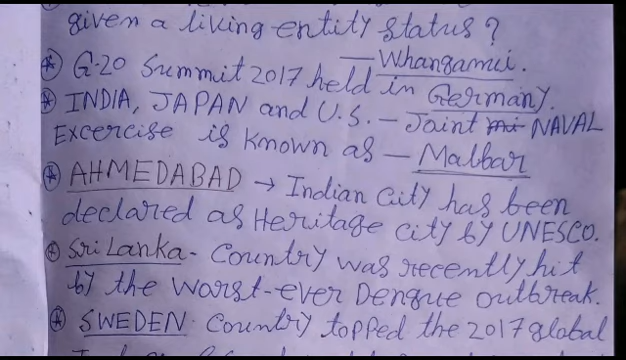 given a living entity status?
— Whanganui.
G-20 Summit 2017 held in Germany.
INDIA, JAPAN and U.S. – Joint NAVAL
Excercise is known as – Malbar
AHMEDABAD → Indian City has been
declared as Heritage city by UNESCO.
Sri Lanka - Country was recently hit
by the worst-ever Dengue outbreak.
SWEDEN - Country topped the 2017 global